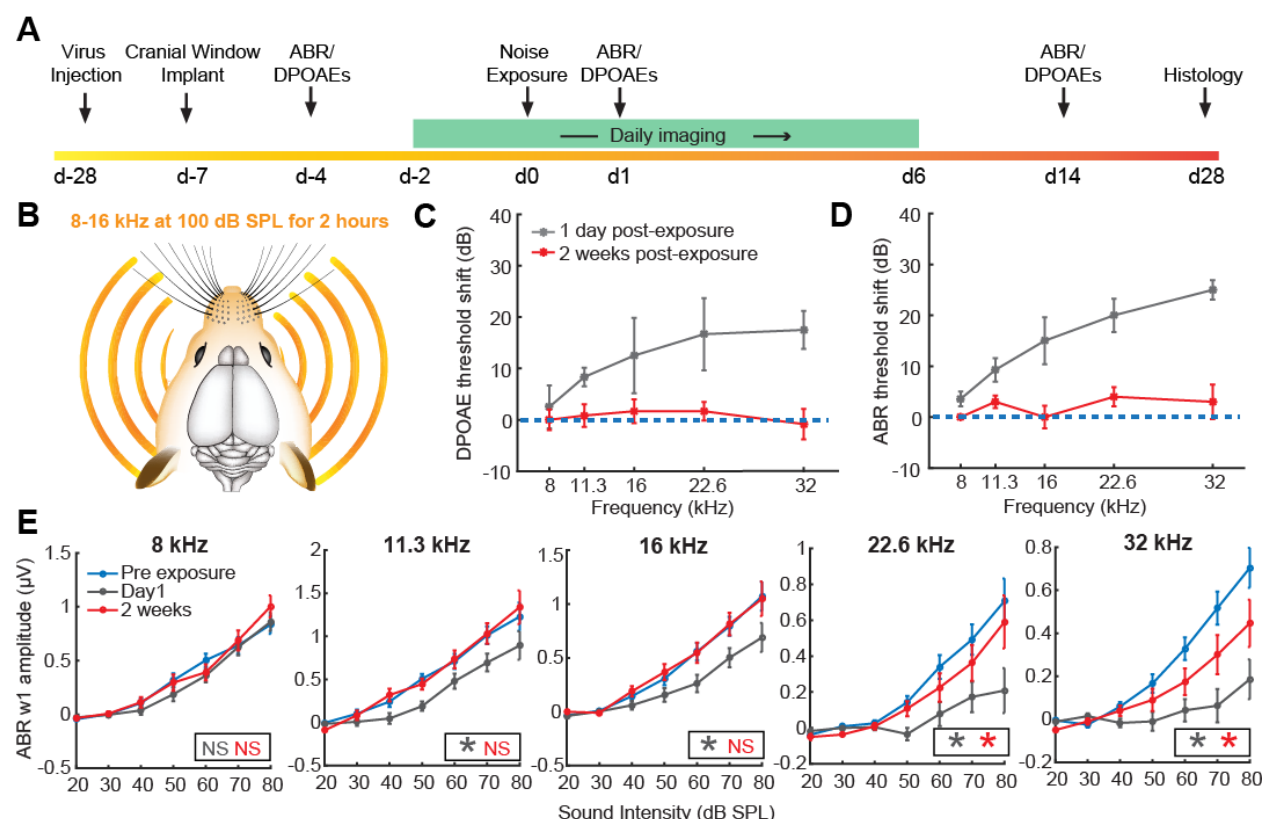 A
Virus
Injection
Cranial Window
Implant
ABR/
DPOAEs
Noise
Exposure
ABR/
DPOAEs
ABR/
DPOAEs
Histology
Daily imaging
d-28
d-7
d-4
d-2
d0
d1
d6
d14
d28
B
8-16 kHz at 100 dB SPL for 2 hours
C
DPOAE threshold shift (dB)
40
30
20
10
0
-10
1 day post-exposure
2 weeks post-exposure
8
11.3
16
22.6
32
Frequency (kHz)
D
ABR threshold shift (dB)
40
30
20
10
0
-10
8
11.3
16
22.6
32
Frequency (kHz)
E
ABR w1 amplitude (µV)
8 kHz
1.5
1
0.5
0
-0.5
Pre exposure
Day1
2 weeks
NS NS
20 30 40 50 60 70 80
11.3 kHz
2
1.5
1.0
0.5
0
-0.5
* NS
20 30 40 50 60 70 80
16 kHz
1.5
1
0.5
0
-0.5
* NS
20 30 40 50 60 70 80
22.6 kHz
1
0.8
0.6
0.4
0.2
0
-0.2
* *
20 30 40 50 60 70 80
32 kHz
0.8
0.6
0.4
0.2
0
-0.2
* *
20 30 40 50 60 70 80
Sound Intensity (dB SPL)